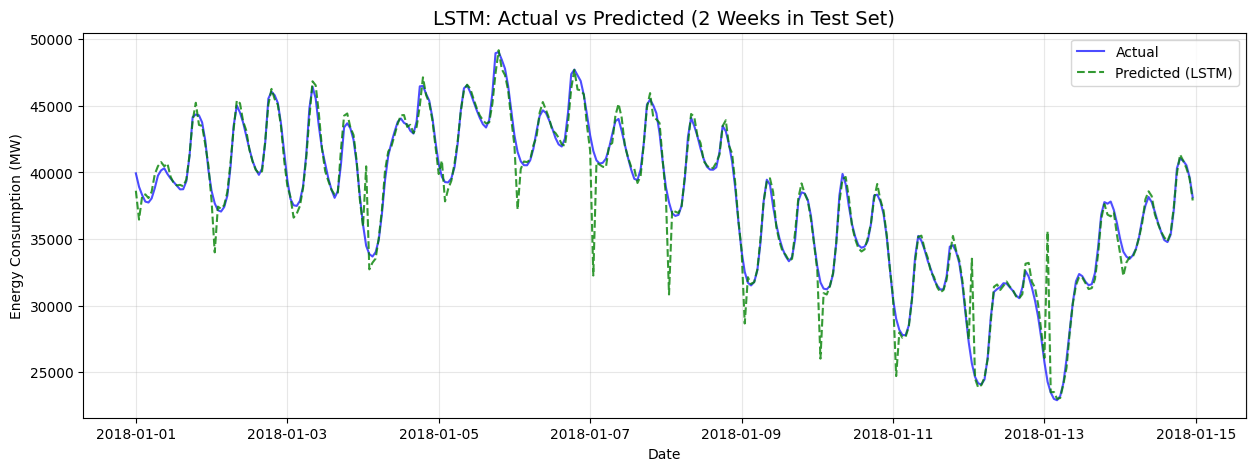 LSTM: Actual vs Predicted (2 Weeks in Test Set)
Actual
Predicted (LSTM)
Energy Consumption (MW)
50000
45000
40000
35000
30000
25000
2018-01-01
2018-01-03
2018-01-05
2018-01-07
2018-01-09
2018-01-11
2018-01-13
2018-01-15
Date